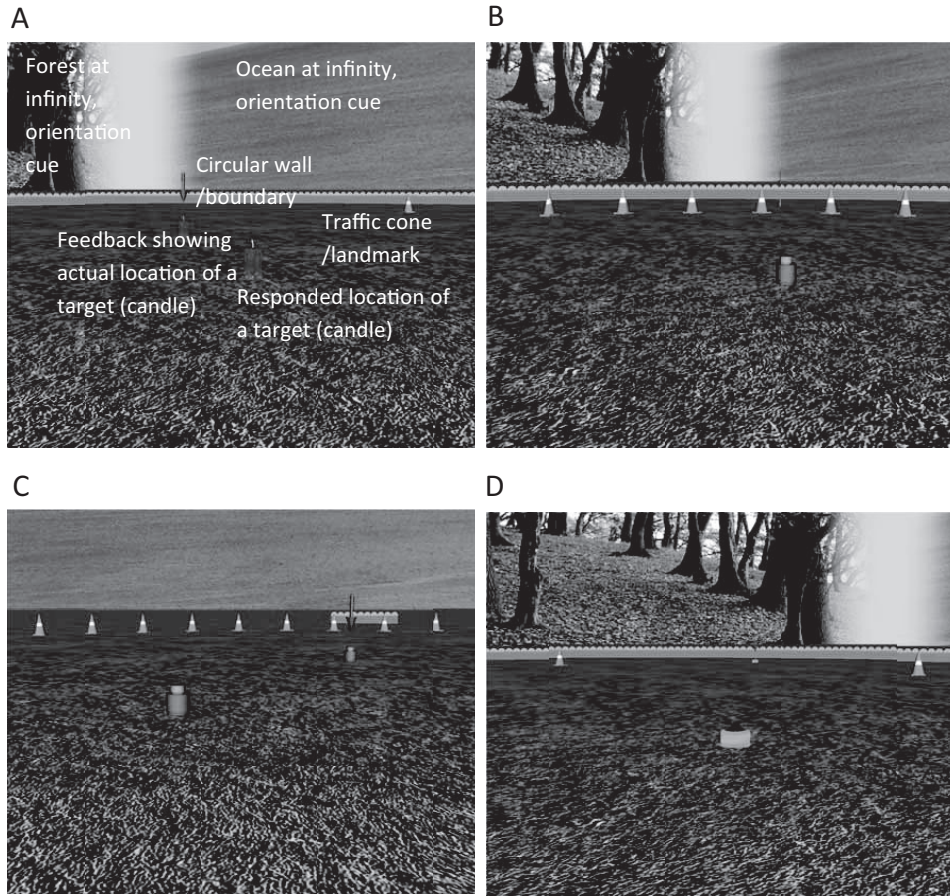 A
B
Forest at
infinity,
orientation
cue
Ocean at infinity,
orientation cue
Circular wall
/boundary
Traffic cone
/landmark
Feedback showing
actual location of a
target (candle)
Responded location of
a target (candle)
C
D